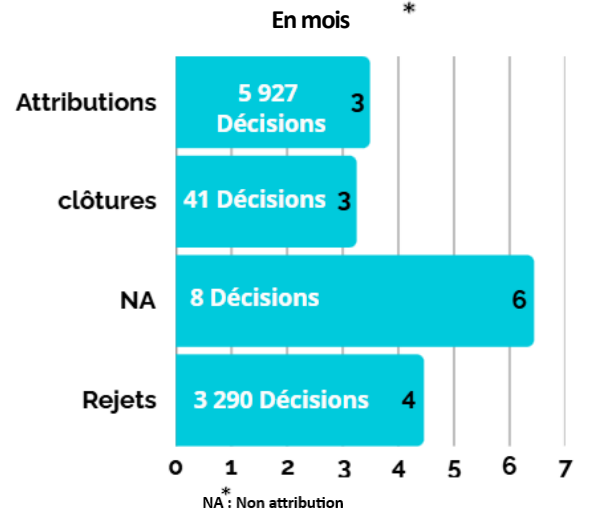 En mois *
Attributions
5 927
Décisions
3
clôtures
41 Décisions 3
NA
8 Décisions 6
Rejets
3 290 Décisions 4
0 1 2 3 4 5 6 7
NA* : Non attribution